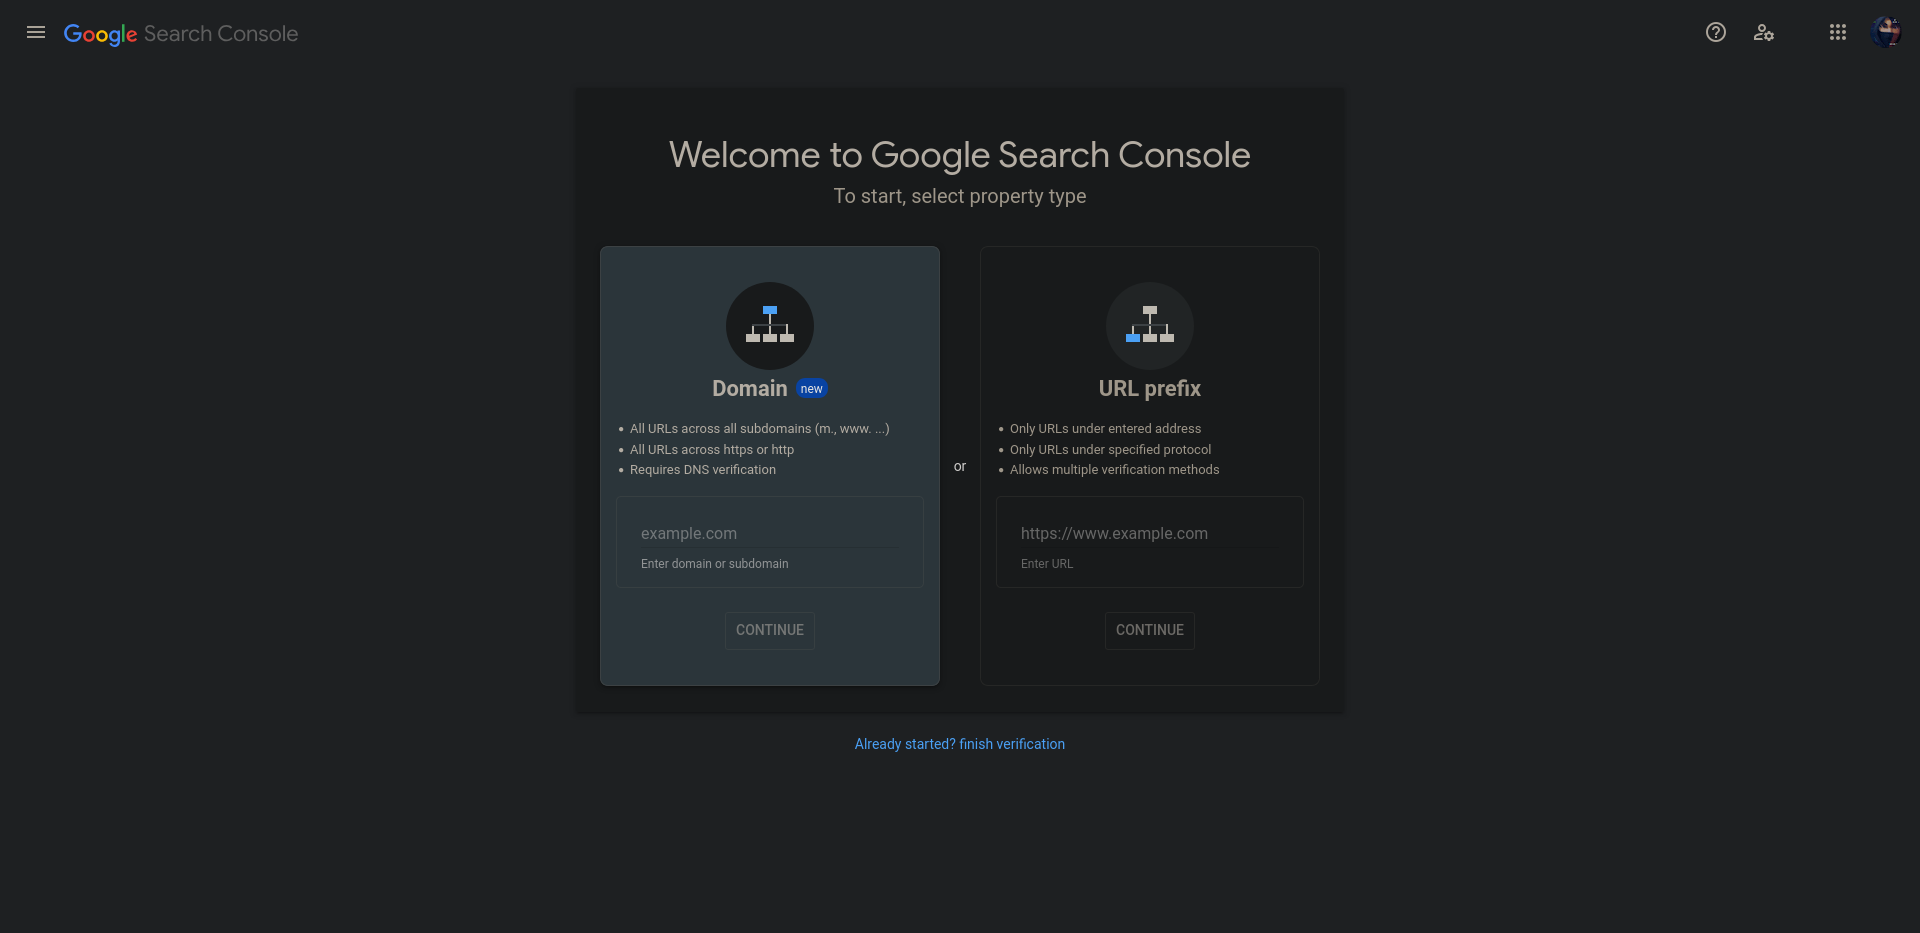 Google Search Console
Welcome to Google Search Console
To start, select property type
Domain new
All URLs across all subdomains (m., www. ...)
All URLs across https or http
Requires DNS verification
example.com
Enter domain or subdomain
CONTINUE
or
URL prefix
Only URLs under entered address
Only URLs under specified protocol
Allows multiple verification methods
https://www.example.com
Enter URL
CONTINUE
Already started? finish verification